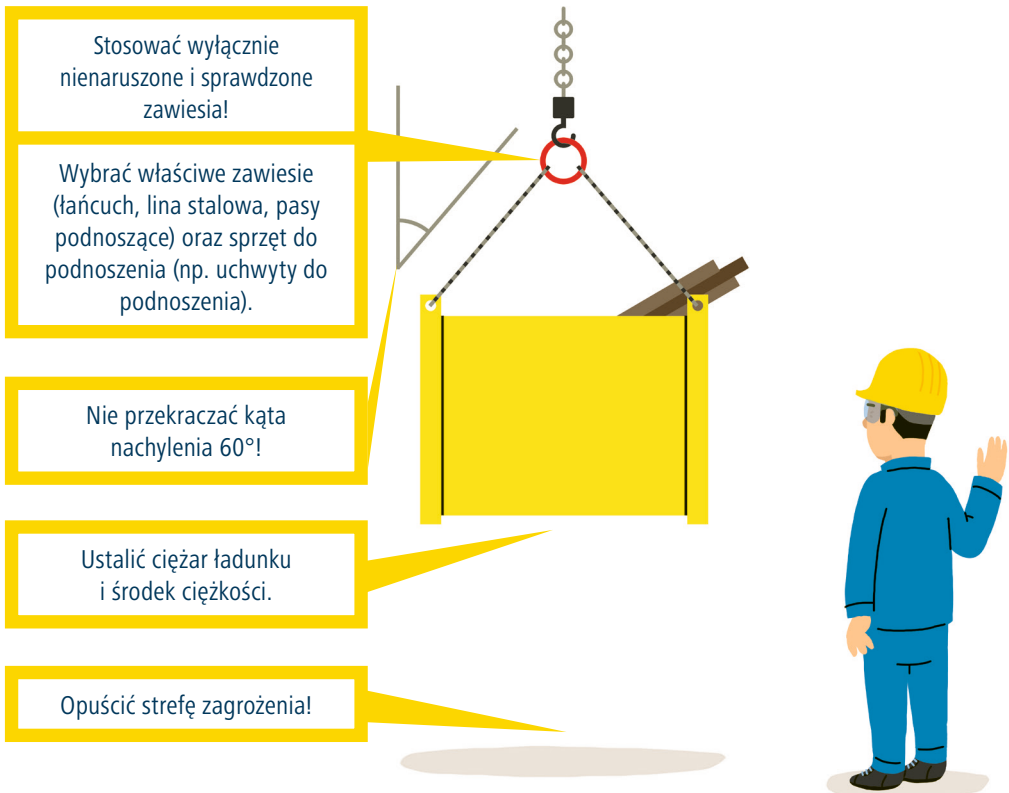 Stosować wyłącznie
nienaruszone i sprawdzone
zawiesia!
Wybrać właściwe zawiesie
(łańcuch, lina stalowa, pasy
podnoszące) oraz sprzęt do
podnoszenia (np. uchwyty do
podnoszenia).
Nie przekraczać kąta
nachylenia 60°!
Ustalić ciężar ładunku
i środek ciężkości.
Opuścić strefę zagrożenia!